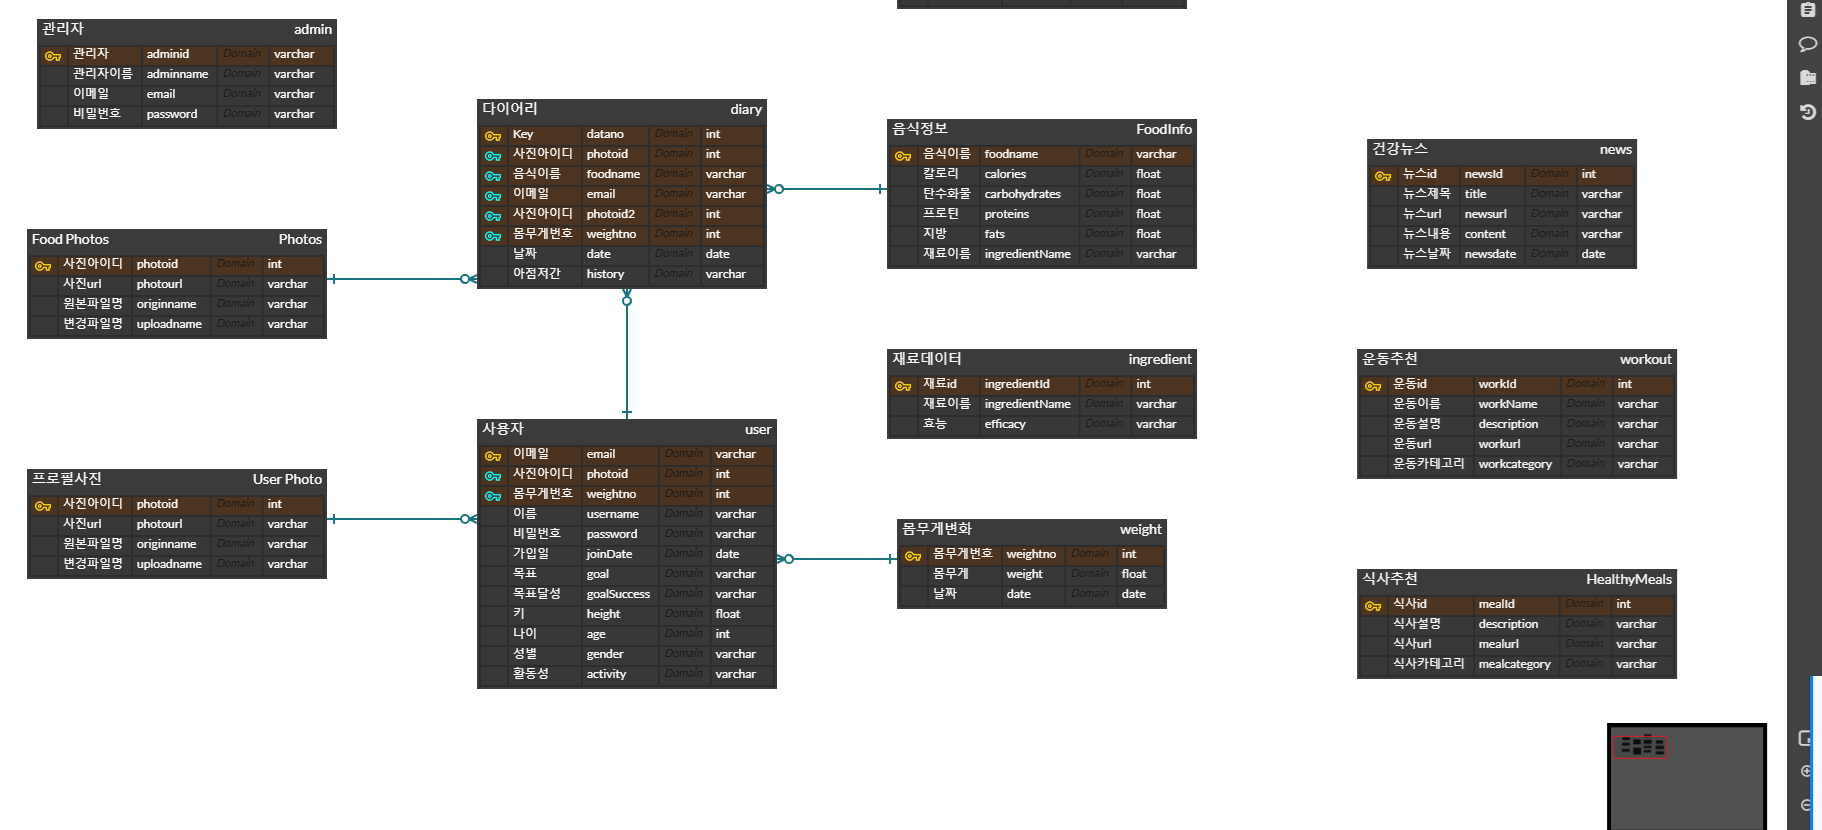 관리자 admin
관리자 adminid Domain varchar
관리자이름 adminname Domain varchar
이메일 email Domain varchar
비밀번호 password Domain varchar
다이어리 diary
Key datano Domain int
사진아이디 photoid Domain int
음식이름 foodname Domain varchar
이메일 email Domain varchar
사진아이디 photoid2 Domain int
몸무게번호 weightno Domain int
날짜 date Domain date
아점저간 history Domain varchar
음식정보 FoodInfo
음식이름 foodname Domain varchar
칼로리 calories Domain float
탄수화물 carbohydrates Domain float
프로틴 proteins Domain float
지방 fats Domain float
재료이름 ingredientName Domain varchar
건강뉴스 news
뉴스id newsId Domain int
뉴스제목 title Domain varchar
뉴스url newsurl Domain varchar
뉴스내용 content Domain varchar
뉴스날짜 newsdate Domain date
Food Photos Photos
사진아이디 photoid Domain int
사진url photourl Domain varchar
원본파일명 originname Domain varchar
변경파일명 uploadname Domain varchar
재료데이터 ingredient
재료id ingredientId Domain int
재료이름 ingredientName Domain varchar
효능 efficacy Domain varchar
운동추천 workout
운동id workId Domain int
운동이름 workName Domain varchar
운동설명 description Domain varchar
운동url workurl Domain varchar
운동카테고리 workcategory Domain varchar
사용자 user
이메일 email Domain varchar
사진아이디 photoid Domain int
몸무게번호 weightno Domain int
이름 username Domain varchar
비밀번호 password Domain varchar
가입일 joinDate Domain date
목표 goal Domain varchar
목표달성 goalSuccess Domain varchar
키 height Domain float
나이 age Domain int
성별 gender Domain varchar
활동성 activity Domain varchar
프로필사진 User Photo
사진아이디 photoid Domain int
사진url photourl Domain varchar
원본파일명 originname Domain varchar
변경파일명 uploadname Domain varchar
몸무게변화 weight
몸무게번호 weightno Domain int
몸무게 weight Domain float
날짜 date Domain date
식사추천 HealthyMeals
식사id mealId Domain int
식사설명 description Domain varchar
식사url mealurl Domain varchar
식사카테고리 mealcategory Domain varchar